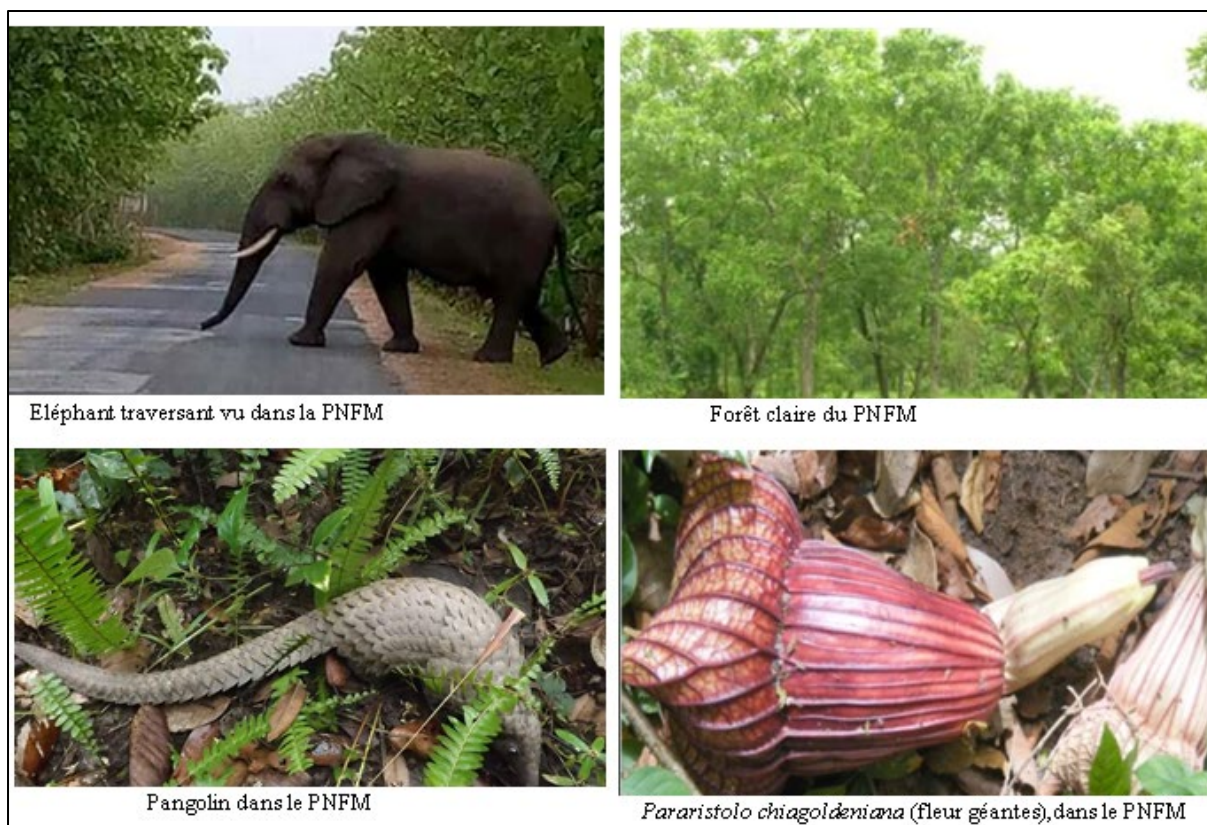 Eléphant traversant vu dans la PNFM
Forêt claire du PNFM
Pangolin dans le PNFM
Pararistolo chiagoldeniana (fleur géantes), dans le PNFM